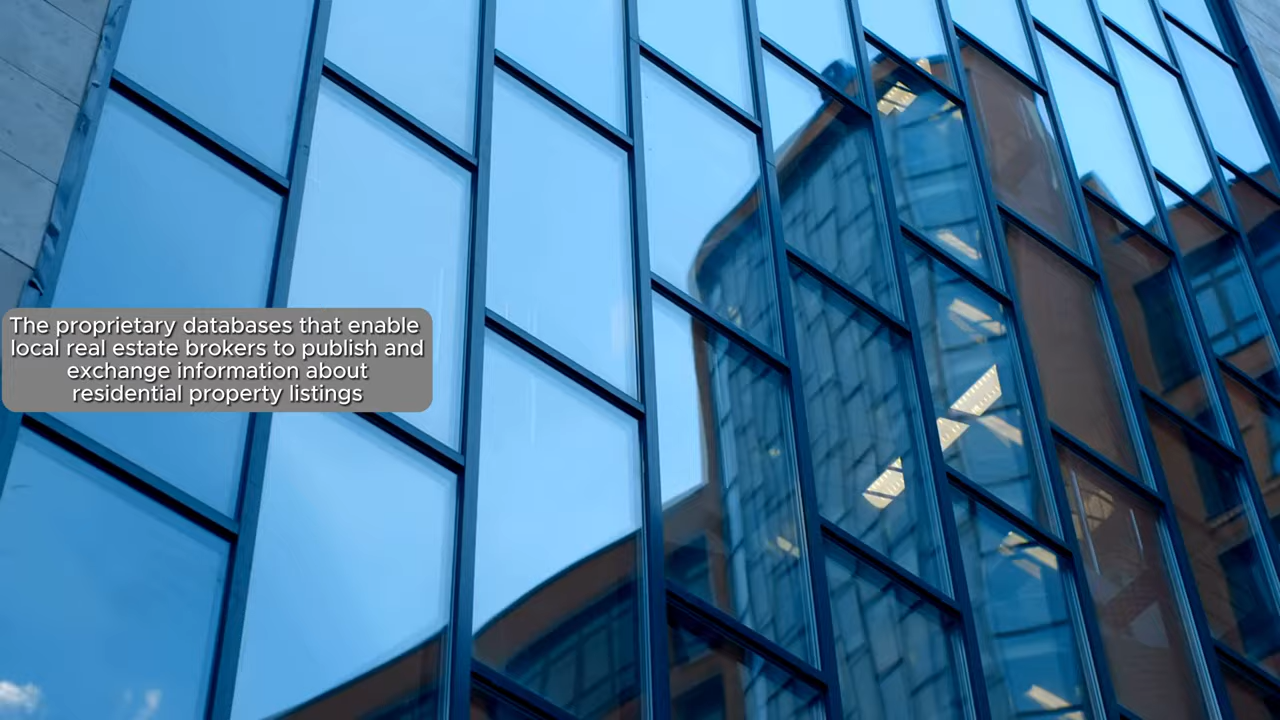 The proprietary databases that enable
local real estate brokers to publish and
exchange information about
residential property listings